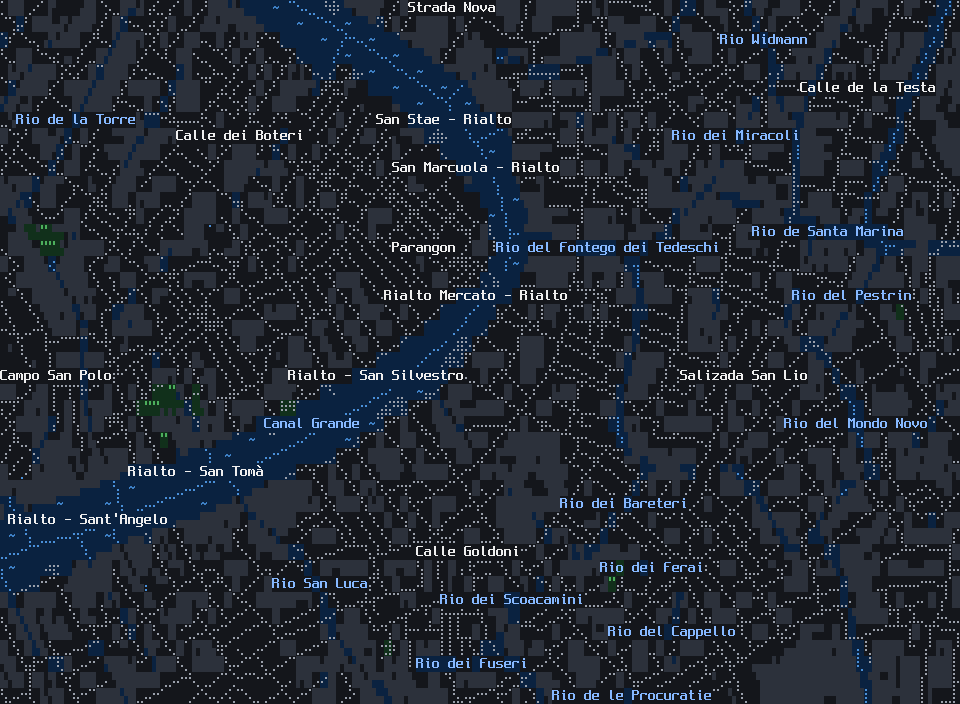 Strada Nova
Rio Widmann
Calle de la Testa
Rio de la Torre
San Stae - Rialto
Calle dei Boteri
Rio dei Miracoli
San Marcuola - Rialto
Rio de Santa Marina
Parangon
Rio del Fontego dei Tedeschi
Rialto Mercato - Rialto
Rio del Pestrin
Campo San Polo
Rialto - San Silvestro
Salizada San Lio
Canal Grande
Rio del Mondo Novo
Rialto - San Tomà
Rio dei Bareteri
Rialto - Sant'Angelo
Calle Goldoni
Rio dei Ferai
Rio San Luca
Rio dei Scoacamini
Rio del Cappello
Rio dei Fuseri
Rio de le Procuratie